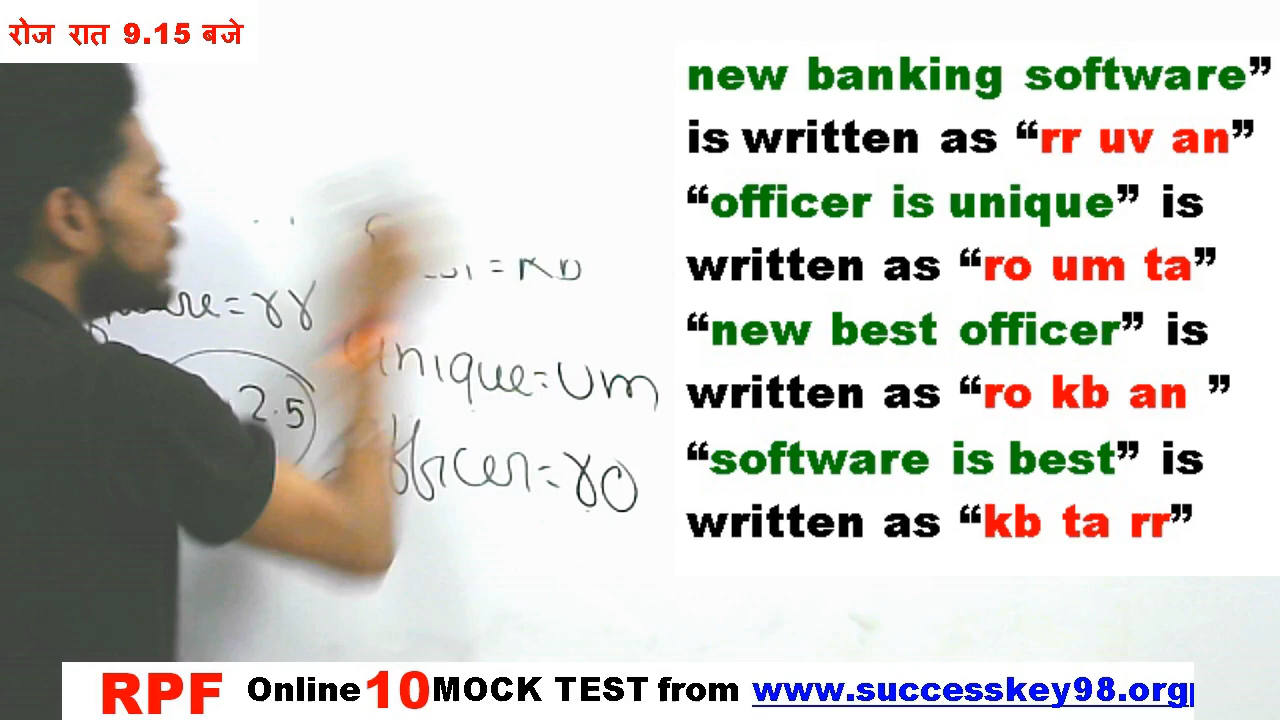 रोज रात 9.15 बजे
new banking software”
is written as “rr uv an”
“officer is unique” is
written as “ro um ta”
“new best officer” is
written as “ro kb an ”
“software is best” is
written as “kb ta rr”
= kb
= rr
unique = um
2.5
officer = ro
RPF Online 10 MOCK TEST from www.successkey98.org